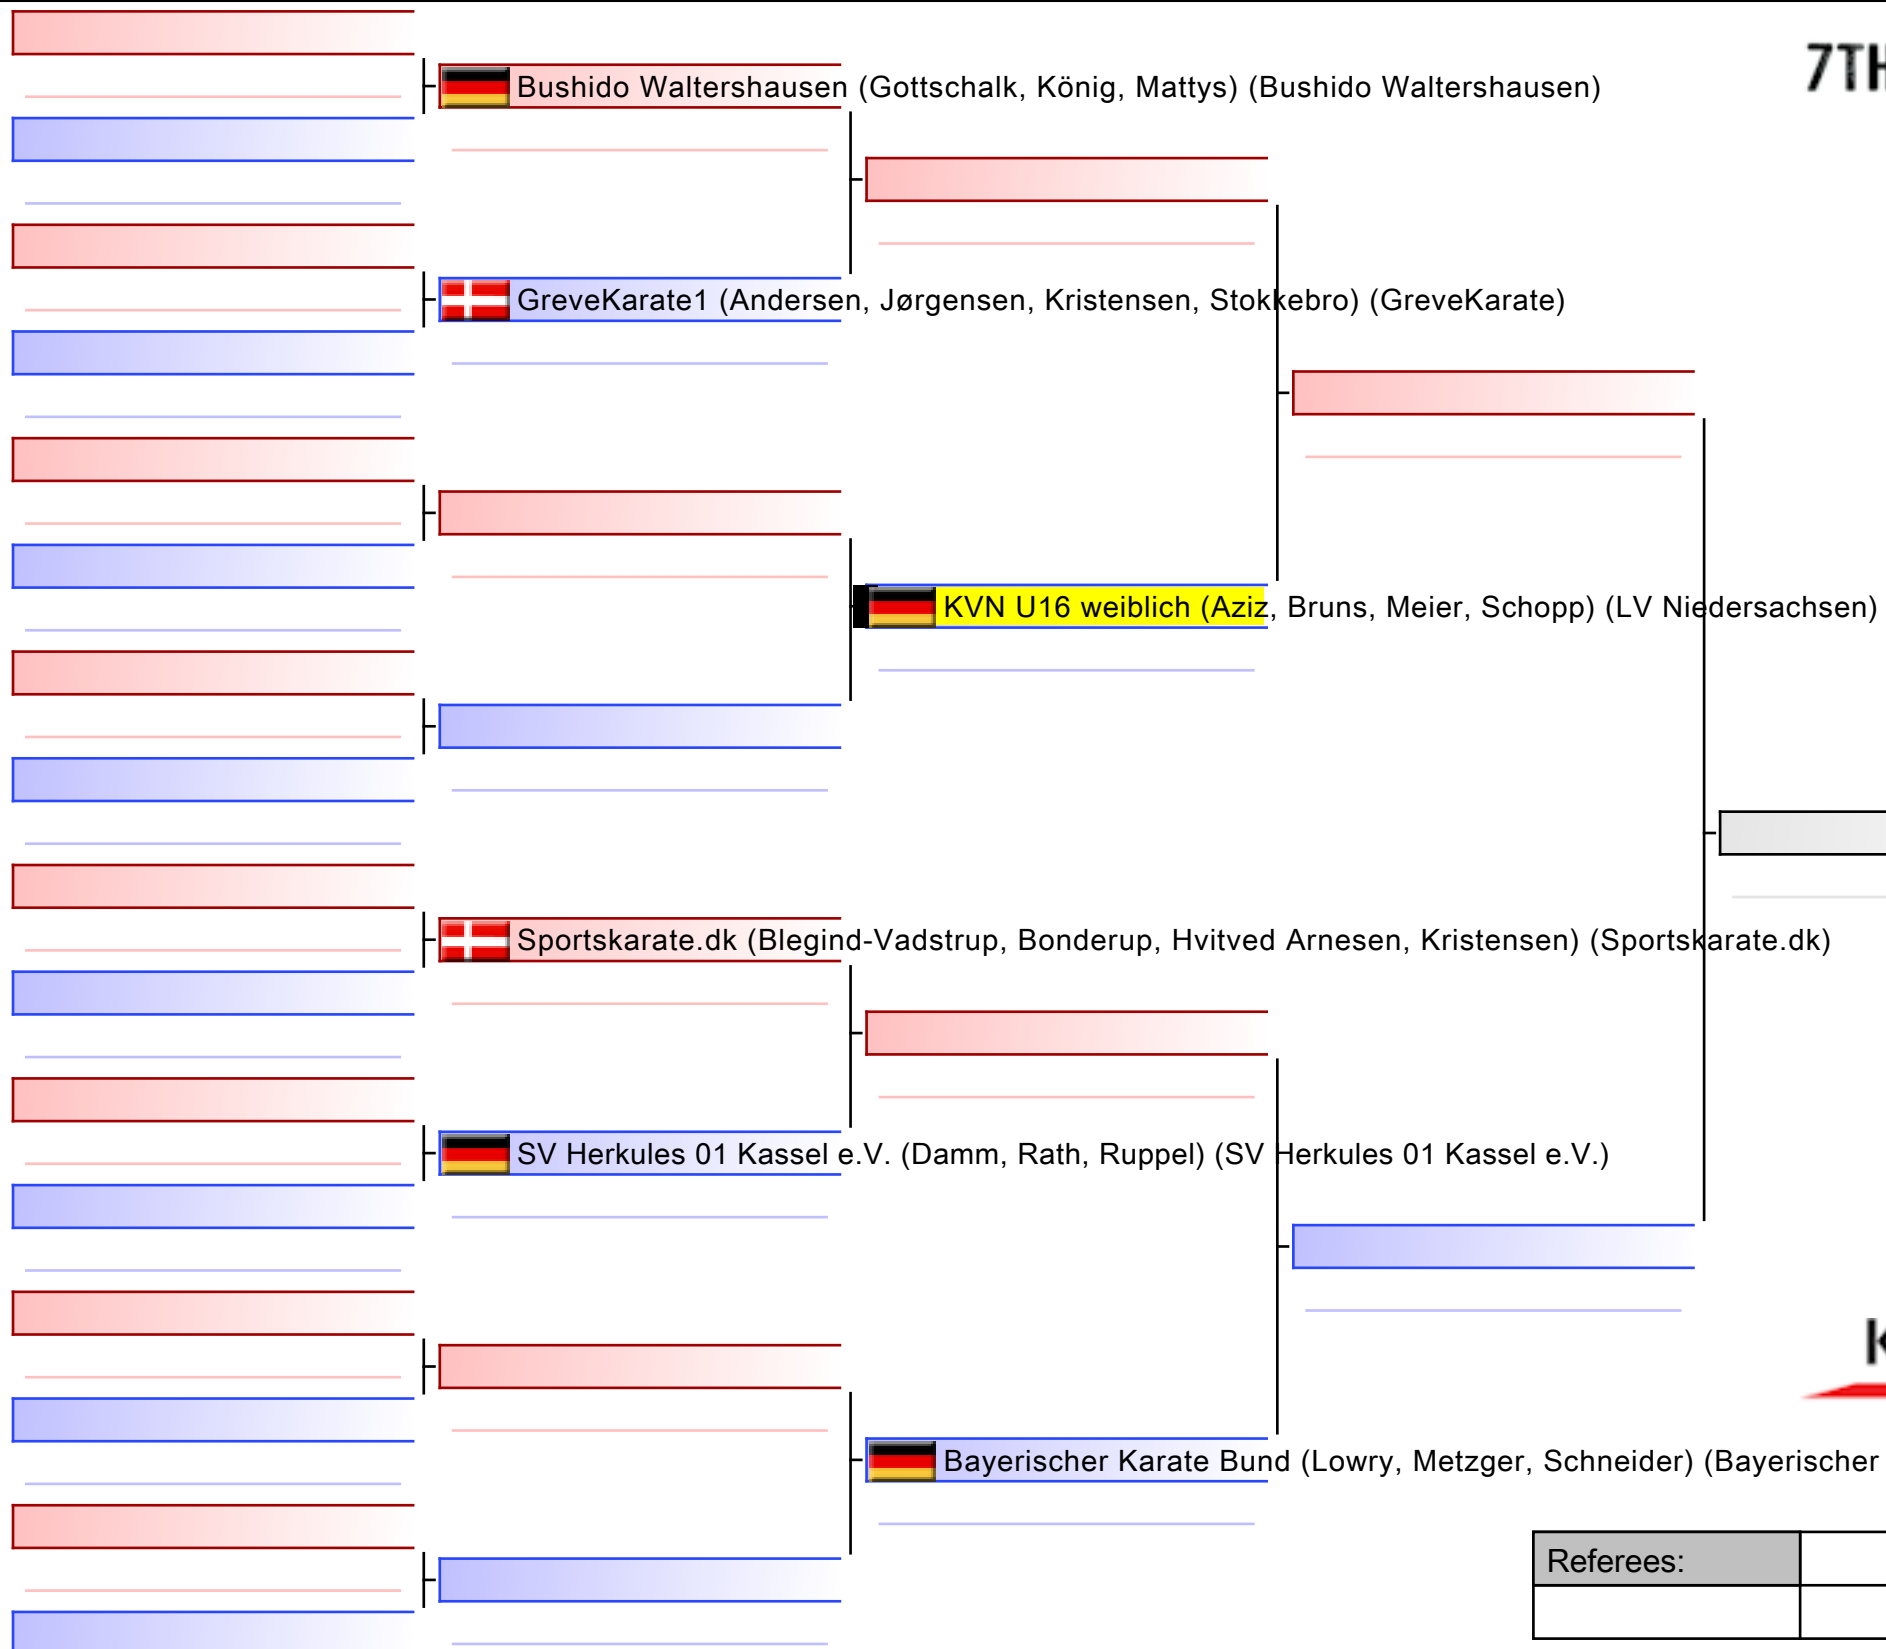 7TH
Bushido Waltershausen (Gottschalk, König, Mattys) (Bushido Waltershausen)
GreveKarate1 (Andersen, Jørgensen, Kristensen, Stokkebro) (GreveKarate)
KVN U16 weiblich (Aziz, Bruns, Meier, Schopp) (LV Niedersachsen)
Sportskarate.dk (Blegind-Vadstrup, Bonderup, Hvitved Arnesen, Kristensen) (Sportskarate.dk)
SV Herkules 01 Kassel e.V. (Damm, Rath, Ruppel) (SV Herkules 01 Kassel e.V.)
Bayerischer Karate Bund (Lowry, Metzger, Schneider) (Bayerischer
Referees: